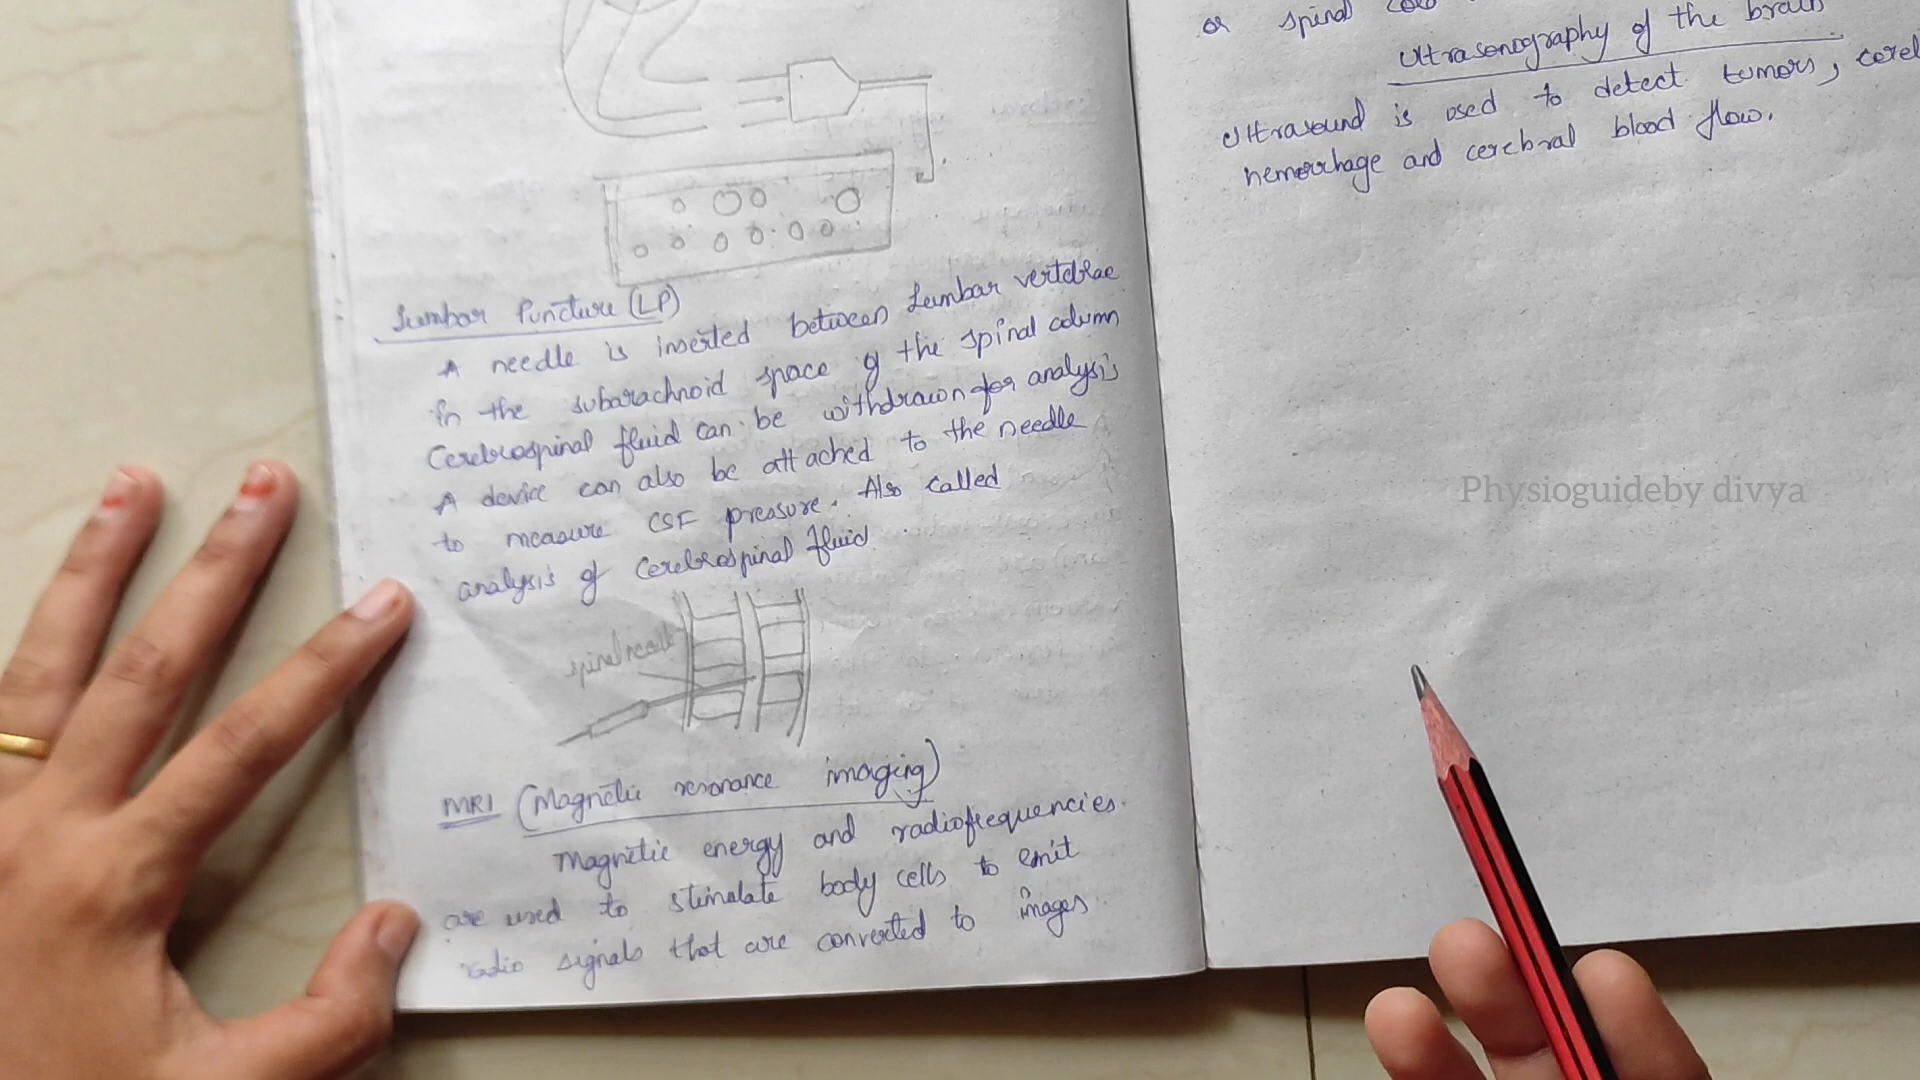 Lumbar Puncture (LP)
A needle is inserted between Lumbar vertebrae
in the subarachnoid space of the spinal column
Cerebrospinal fluid can be withdrawn for analysis
A device can also be attached to the needle
to measure CSF pressure. Also called
analysis of Cerebrospinal fluid
spinal needle
MRI (Magnetic resonance imaging)
Magnetic energy and radiofrequencies.
are used to stimulate body cells to emit
radio signals that are converted to images
or spinal
Ultrasonography of the brain
Ultrasound is used to detect tumors,
hemorrhage and cerebral blood flow.
Physioguideby divya